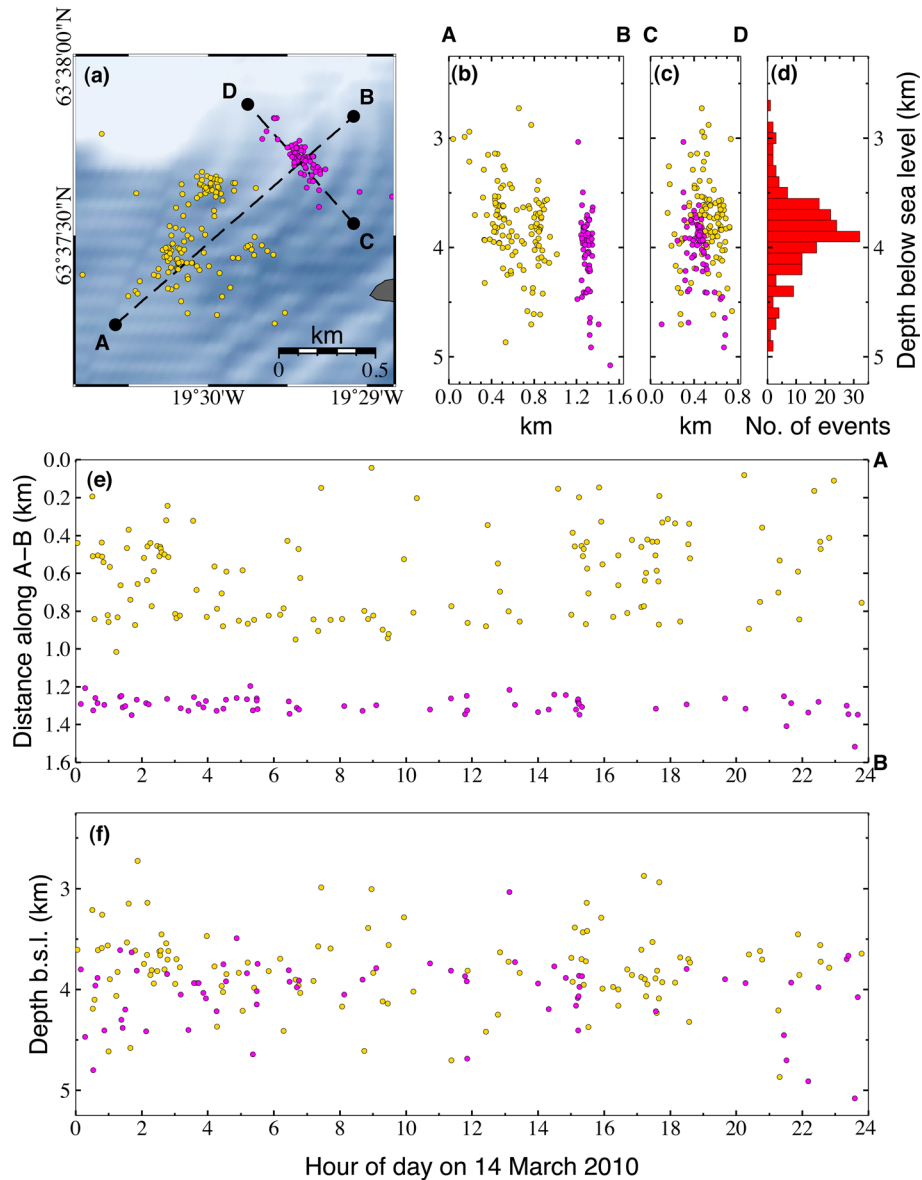 A B C D
(a) (b) (c) (d)
63°38'00"N
63°37'30"N
D
B
C
A
km
0 0.5
19°30'W 19°29'W
3
4
5
Depth below sea level (km)
0.0 0.4 0.8 1.2 1.6 0 0.4 0.8 0 10 20 30
km km No. of events
(e)
A
0.0
0.2
0.4
0.6
0.8
1.0
1.2
1.4
1.6
Distance along A–B (km)
B
0 2 4 6 8 10 12 14 16 18 20 22 24
(f)
3
4
5
Depth b.s.l. (km)
0 2 4 6 8 10 12 14 16 18 20 22 24
Hour of day on 14 March 2010